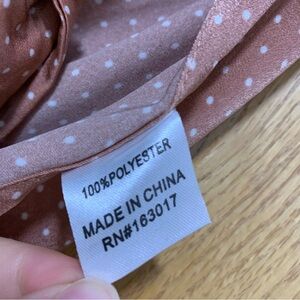 100%POLYESTER
MADE IN CHINA
RN#163017